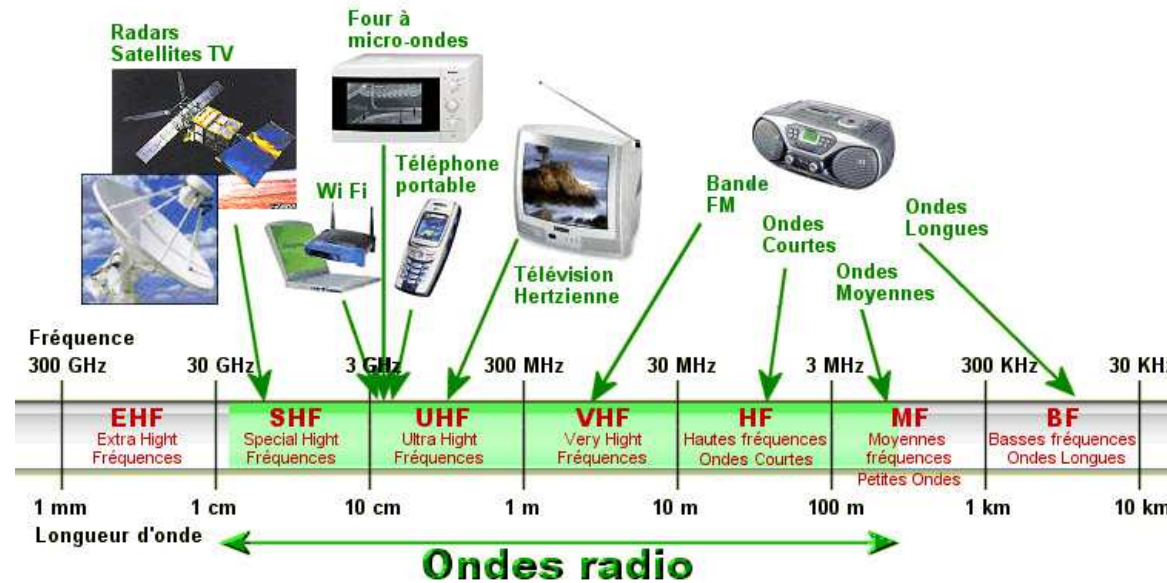 Radars
Satellites TV
Four à
micro-ondes
Wi Fi
Téléphone
portable
Télévision
Hertzienne
Bande
FM
Ondes
Courtes
Ondes
Moyennes
Ondes
Longues
Fréquence
300 GHz 30 GHz 3 GHz 300 MHz 30 MHz 3 MHz 300 KHz 30 KHz
EHF SHF UHF VHF HF MF BF
Extra Hight Special Hight Ultra Hight Very Hight Hautes fréquences Moyennes Basses fréquences
Fréquences Fréquences Fréquences Fréquences Ondes Courtes fréquences Ondes Longues
Petites Ondes
1 mm 1 cm 10 cm 1 m 10 m 100 m 1 km 10 km
Longueur d'onde
Ondes radio